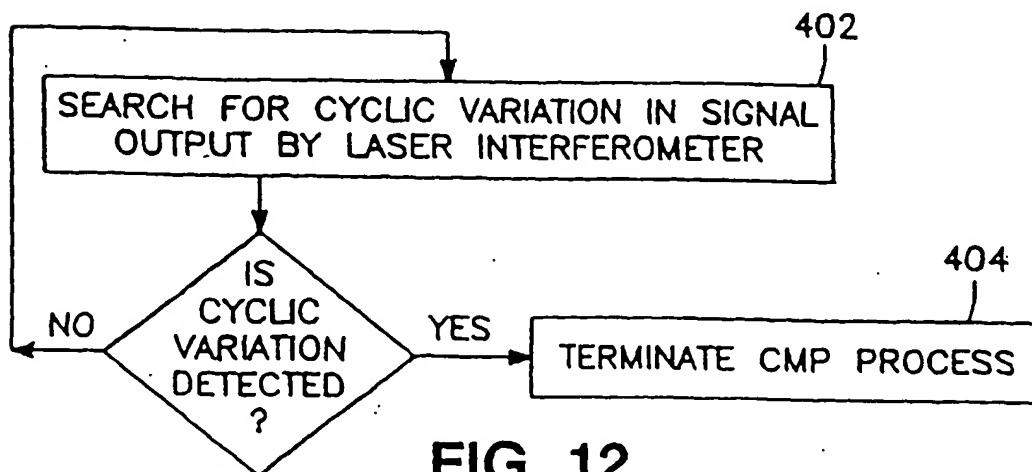 402
SEARCH FOR CYCLIC VARIATION IN SIGNAL
OUTPUT BY LASER INTERFEROMETER
IS
CYCLIC
VARIATION
DETECTED
?
NO
YES
404
TERMINATE CMP PROCESS
FIG. 12